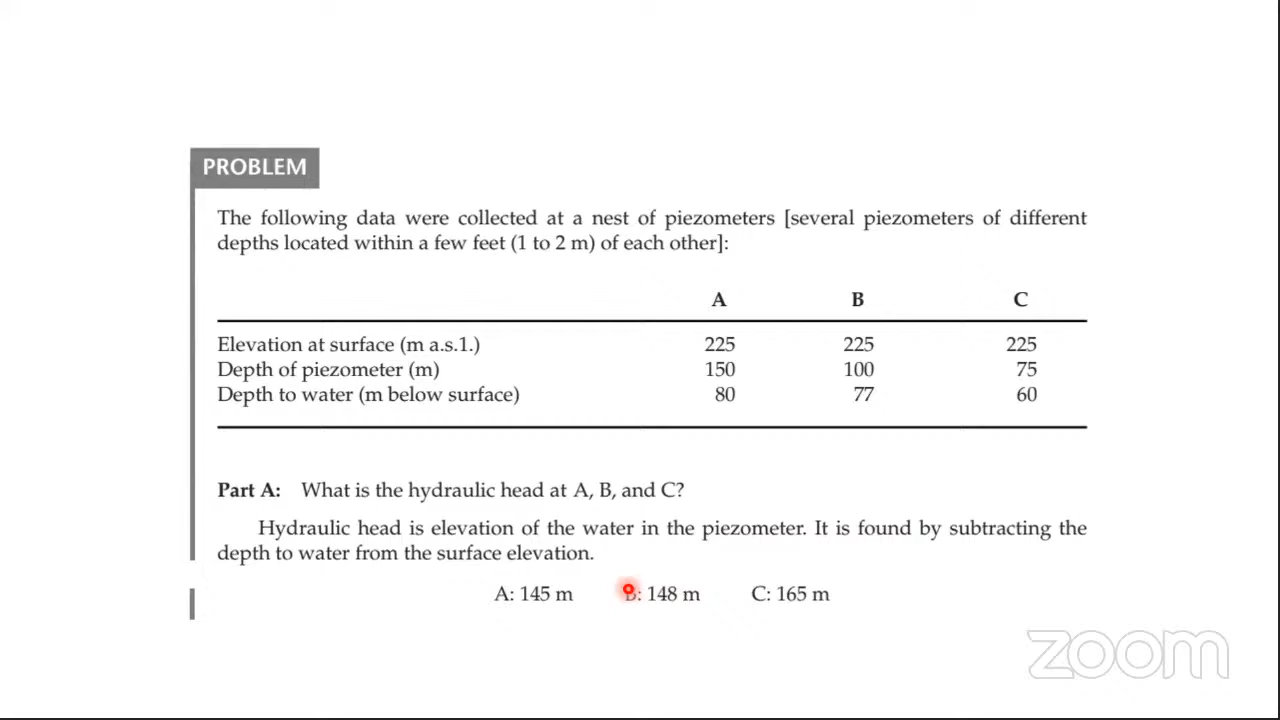 PROBLEM
The following data were collected at a nest of piezometers [several piezometers of different
depths located within a few feet (1 to 2 m) of each other]:
A B C
Elevation at surface (m a.s.1.) 225 225 225
Depth of piezometer (m) 150 100 75
Depth to water (m below surface) 80 77 60
Part A: What is the hydraulic head at A, B, and C?
Hydraulic head is elevation of the water in the piezometer. It is found by subtracting the
depth to water from the surface elevation.
A: 145 m B: 148 m C: 165 m
zoom